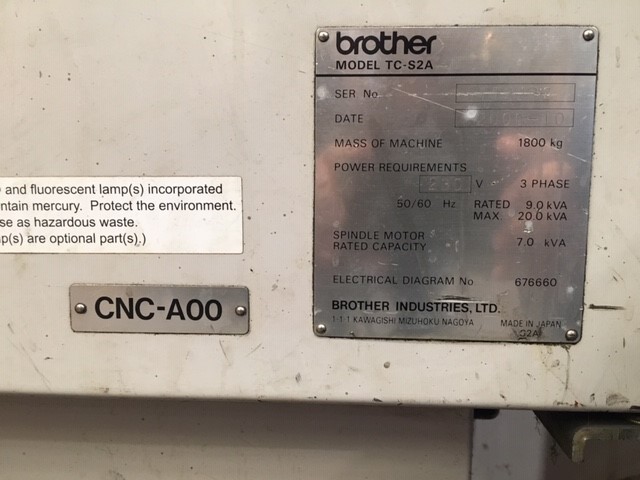 brother
MODEL TC-S2A
SER. No.
DATE
MASS OF MACHINE 1800 kg
POWER REQUIREMENTS
V 3 PHASE
50/60 Hz RATED 9.0 kVA
MAX. 20.0 kVA
SPINDLE MOTOR
RATED CAPACITY 7.0 kVA
ELECTRICAL DIAGRAM No 676660
BROTHER INDUSTRIES, LTD.
1-1-1 KAWAGISHI MIZUHOKU NAGOYA MADE IN JAPAN
and fluorescent lamp(s) incorporated
ntain mercury. Protect the environment.
se as hazardous waste.
p(s) are optional part(s).)
CNC-A00